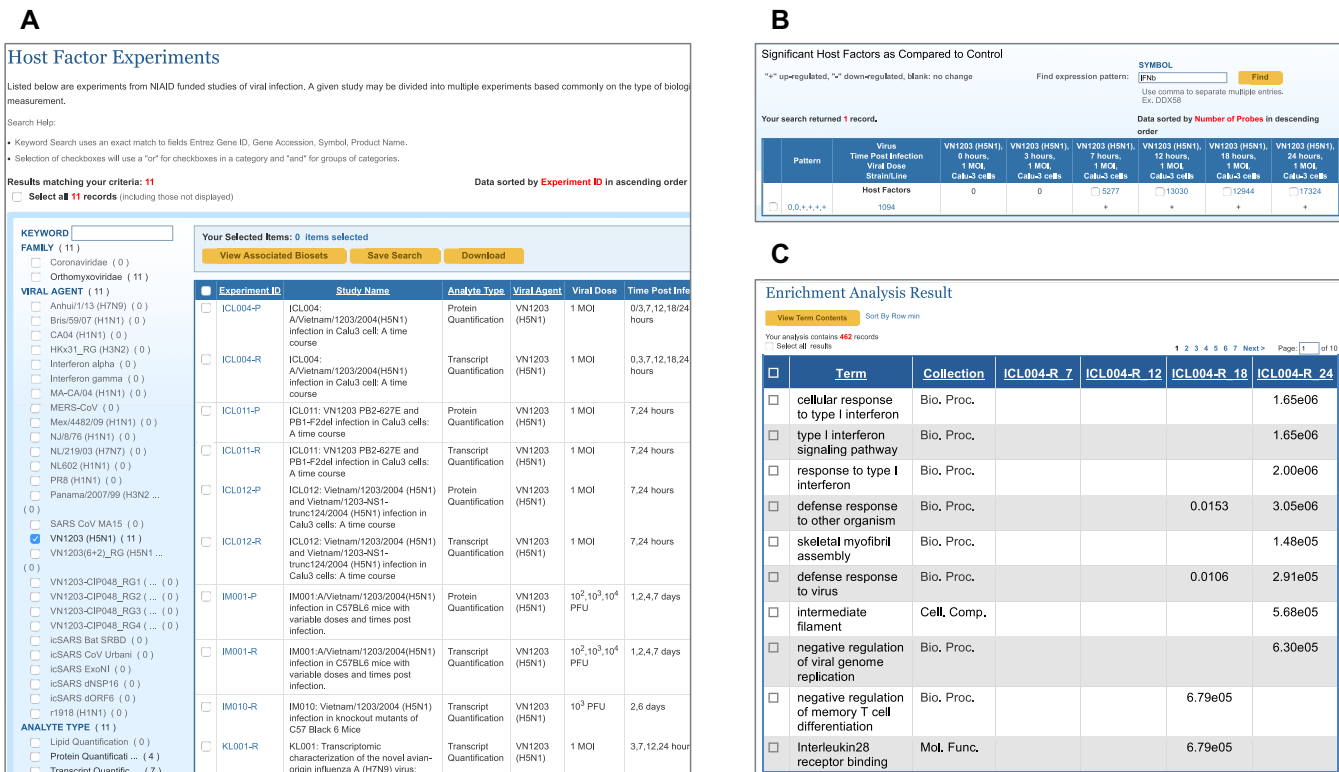 A
Host Factor Experiments
Listed below are experiments from NIAID funded studies of viral infection. A given study may be divided into multiple experiments based commonly on the type of biologi
measurement.
Search Help:
• Keyword Search uses an exact match to fields Entrez Gene ID, Gene Accession, Symbol, Product Name.
• Selection of checkboxes will use a "or" for checkboxes in a category and "and" for groups of categories.
Results matching your criteria: 11
Data sorted by Experiment ID in ascending order
Select all 11 records (including those not displayed)
KEYWORD
FAMILY ( 11 )
Coronaviridae ( 0 )
Orthomyxoviridae ( 11 )
VIRAL AGENT ( 11 )
Anhui/1/13 (H7N9) ( 0 )
Bris/59/07 (H1N1) ( 0 )
CA04 (H1N1) ( 0 )
HKx31_RG (H3N2) ( 0 )
Interferon alpha ( 0 )
Interferon gamma ( 0 )
MA-CA/04 (H1N1) ( 0 )
MERS-CoV ( 0 )
Mex/4482/09 (H1N1) ( 0 )
NJ/8/76 (H1N1) ( 0 )
NL/219/03 (H7N7) ( 0 )
NL602 (H1N1) ( 0 )
PR8 (H1N1) ( 0 )
Panama/2007/99 (H3N2 ...
( 0 )
SARS CoV MA15 ( 0 )
VN1203 (H5N1) ( 11 )
VN1203(6+2)_RG (H5N1 ...
( 0 )
VN1203-CIP048_RG1 ( ... ( 0 )
VN1203-CIP048_RG2 ( ... ( 0 )
VN1203-CIP048_RG3 ( ... ( 0 )
VN1203-CIP048_RG4 ( ... ( 0 )
icSARS Bat SRBD ( 0 )
icSARS CoV Urbani ( 0 )
icSARS ExoNI ( 0 )
icSARS dNSP16 ( 0 )
icSARS dORF6 ( 0 )
r1918 (H1N1) ( 0 )
ANALYTE TYPE ( 11 )
Lipid Quantification ( 0 )
Protein Quantificati ... ( 4 )
Transcript Quantific ... ( 7 )
Your Selected Items: 0 items selected
View Associated Biosets Save Search Download
Experiment ID Study Name Analyte Type Viral Agent Viral Dose Time Post Infe
ICL004-P ICL004: Protein VN1203 1 MOI 0/3,7,12,18/24
A/Vietnam/1203/2004(H5N1) Quantification (H5N1) hours
infection in Calu3 cell: A time
course
ICL004-R ICL004: Transcript VN1203 1 MOI 0,3,7,12,18,24
A/Vietnam/1203/2004(H5N1) Quantification (H5N1) hours
infection in Calu3 cell: A time
course
ICL011-P ICL011: VN1203 PB2-627E and Protein VN1203 1 MOI 7,24 hours
PB1-F2del infection in Calu3 cells: Quantification (H5N1)
A time course
ICL011-R ICL011: VN1203 PB2-627E and Transcript VN1203 1 MOI 7,24 hours
PB1-F2del infection in Calu3 cells: Quantification (H5N1)
A time course
ICL012-P ICL012: Vietnam/1203/2004 (H5N1) Protein VN1203 1 MOI 7,24 hours
and Vietnam/1203-NS1- Quantification (H5N1)
trunc124/2004 (H5N1) infection in
Calu3 cells: A time course
ICL012-R ICL012: Vietnam/1203/2004 (H5N1) Transcript VN1203 1 MOI 7,24 hours
and Vietnam/1203-NS1- Quantification (H5N1)
trunc124/2004 (H5N1) infection in
Calu3 cells: A time course
IM001-P IM001:A/Vietnam/1203/2004(H5N1) Protein VN1203 10²,10³,10⁴ 1,2,4,7 days
infection in C57BL6 mice with Quantification (H5N1) PFU
variable doses and times post
infection.
IM001-R IM001:A/Vietnam/1203/2004(H5N1) Transcript VN1203 10²,10³,10⁴ 1,2,4,7 days
infection in C57BL6 mice with Quantification (H5N1) PFU
variable doses and times post
infection.
IM010-R IM010: Vietnam/1203/2004 (H5N1) Transcript VN1203 10³ PFU 2,6 days
infection in knockout mutants of Quantification (H5N1)
C57 Black 6 Mice
KL001-R KL001: Transcriptomic Transcript VN1203 1 MOI 3,7,12,24 hour
characterization of the novel avian- Quantification (H5N1)
origin influenza A (H7N9) virus:
B
Significant Host Factors as Compared to Control
SYMBOL
"+" up-regulated, "-" down-regulated, blank: no change Find expression pattern: IFNb Find
Use comma to separate multiple entries.
Ex. DDX58
Your search returned 1 record. Data sorted by Number of Probes in descending
order
Pattern
Virus VN1203 (H5N1), VN1203 (H5N1), VN1203 (H5N1), VN1203 (H5N1), VN1203 (H5N1), VN1203 (H5N1),
Time Post Infection 0 hours, 3 hours, 7 hours, 12 hours, 18 hours, 24 hours,
Viral Dose 1 MOI, 1 MOI, 1 MOI, 1 MOI, 1 MOI, 1 MOI,
Strain/Line Calu-3 cells Calu-3 cells Calu-3 cells Calu-3 cells Calu-3 cells Calu-3 cells
Host Factors 0 0 5277 13030 12944 17324
0,0,+,+,+,+ 1094 + + + +
C
Enrichment Analysis Result
View Term Contents Sort By Row min
Your analysis contains 462 records
Select all results 1 2 3 4 5 6 7 Next > Page: 1 of 10
Term Collection ICL004-R_7 ICL004-R_12 ICL004-R_18 ICL004-R_24
cellular response Bio. Proc. 1.65e06
to type I interferon
type I interferon Bio. Proc. 1.65e06
signaling pathway
response to type I Bio. Proc. 2.00e06
interferon
defense response Bio. Proc. 0.0153 3.05e06
to other organism
skeletal myofibril Bio. Proc. 1.48e05
assembly
defense response Bio. Proc. 0.0106 2.91e05
to virus
intermediate Cell. Comp. 5.68e05
filament
negative regulation Bio. Proc. 6.30e05
of viral genome
replication
negative regulation Bio. Proc. 6.79e05
of memory T cell
differentiation
Interleukin28 Mol. Func. 6.79e05
receptor binding